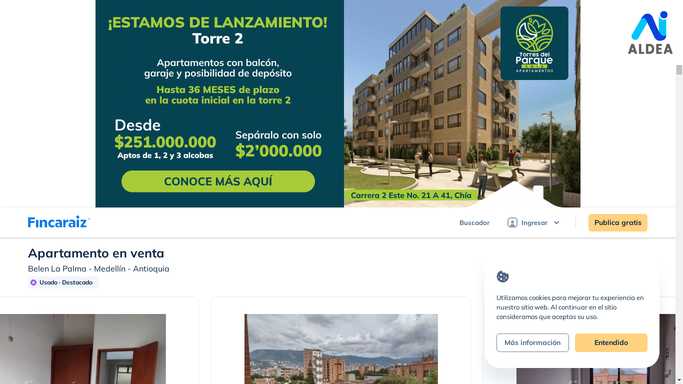 ¡ESTAMOS DE LANZAMIENTO!
Torre 2
Apartamentos con balcón,
garaje y posibilidad de depósito
Hasta 36 MESES de plazo
en la cuota inicial en la torre 2
Desde
$251.000.000
Aptos de 1, 2 y 3 alcobas
Sepáralo con solo
$2'000.000
CONOCE MÁS AQUÍ
Torres del
Parque
CHÍA
APARTAMENTOS
Carrera 2 Este No. 21 A 41, Chía
ALDEA
Fincaraíz
Buscador
Ingresar
Publica gratis
Apartamento en venta
Belen La Palma - Medellín - Antioquia
Usado · Destacado
Utilizamos cookies para mejorar tu experiencia en
nuestro sitio web. Al continuar en el sitio
consideramos que aceptas su uso.
Más información
Entendido